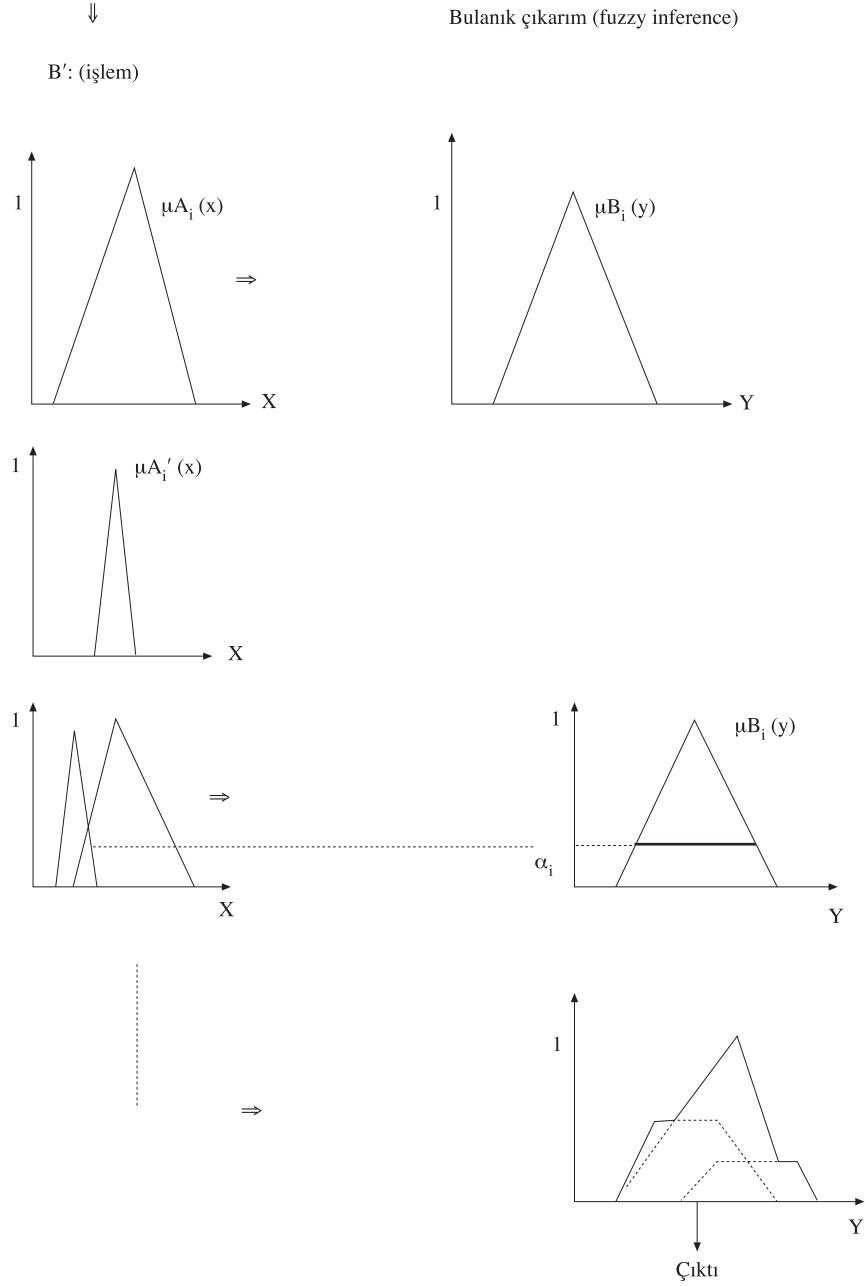 ⇓
Bulanık çıkarım (fuzzy inference)
B′: (işlem)
1
μA_i (x)
⇒
X
1
μB_i (y)
Y
1
μA_i′ (x)
X
1
⇒
X
1
μB_i (y)
α_i
Y
⇒
1
Y
Çıktı